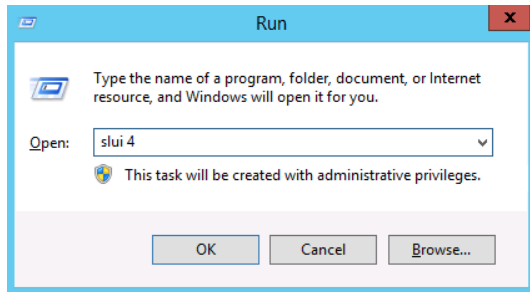 Run
x
Type the name of a program, folder, document, or Internet
resource, and Windows will open it for you.
Open:
slui 4
This task will be created with administrative privileges.
OK
Cancel
Browse...